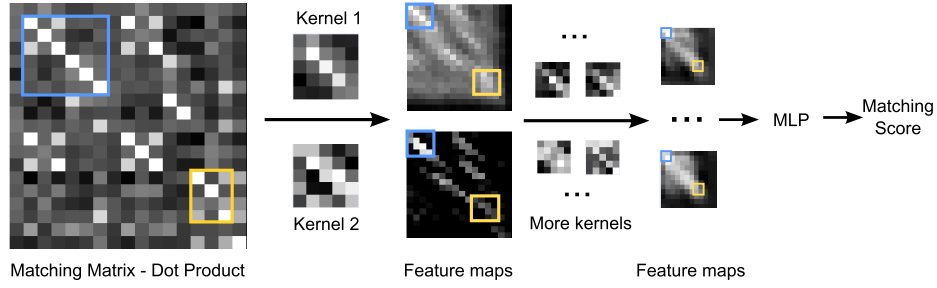 Kernel 1
...
...
MLP
Matching
Score
Kernel 2
...
More kernels
Matching Matrix - Dot Product
Feature maps
Feature maps